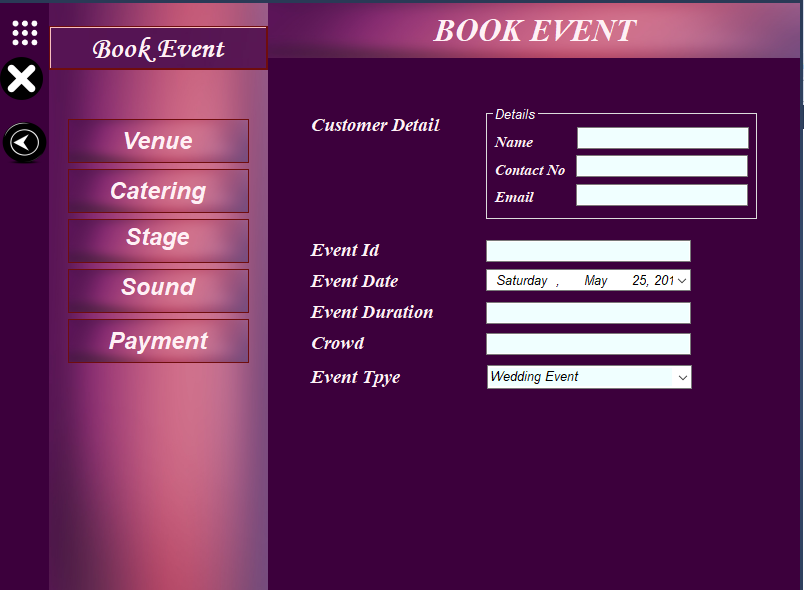 Book Event
Venue
Catering
Stage
Sound
Payment
BOOK EVENT
Customer Detail
Details
Name
Contact No
Email
Event Id
Event Date
Saturday , May 25, 201
Event Duration
Crowd
Event Tpye
Wedding Event